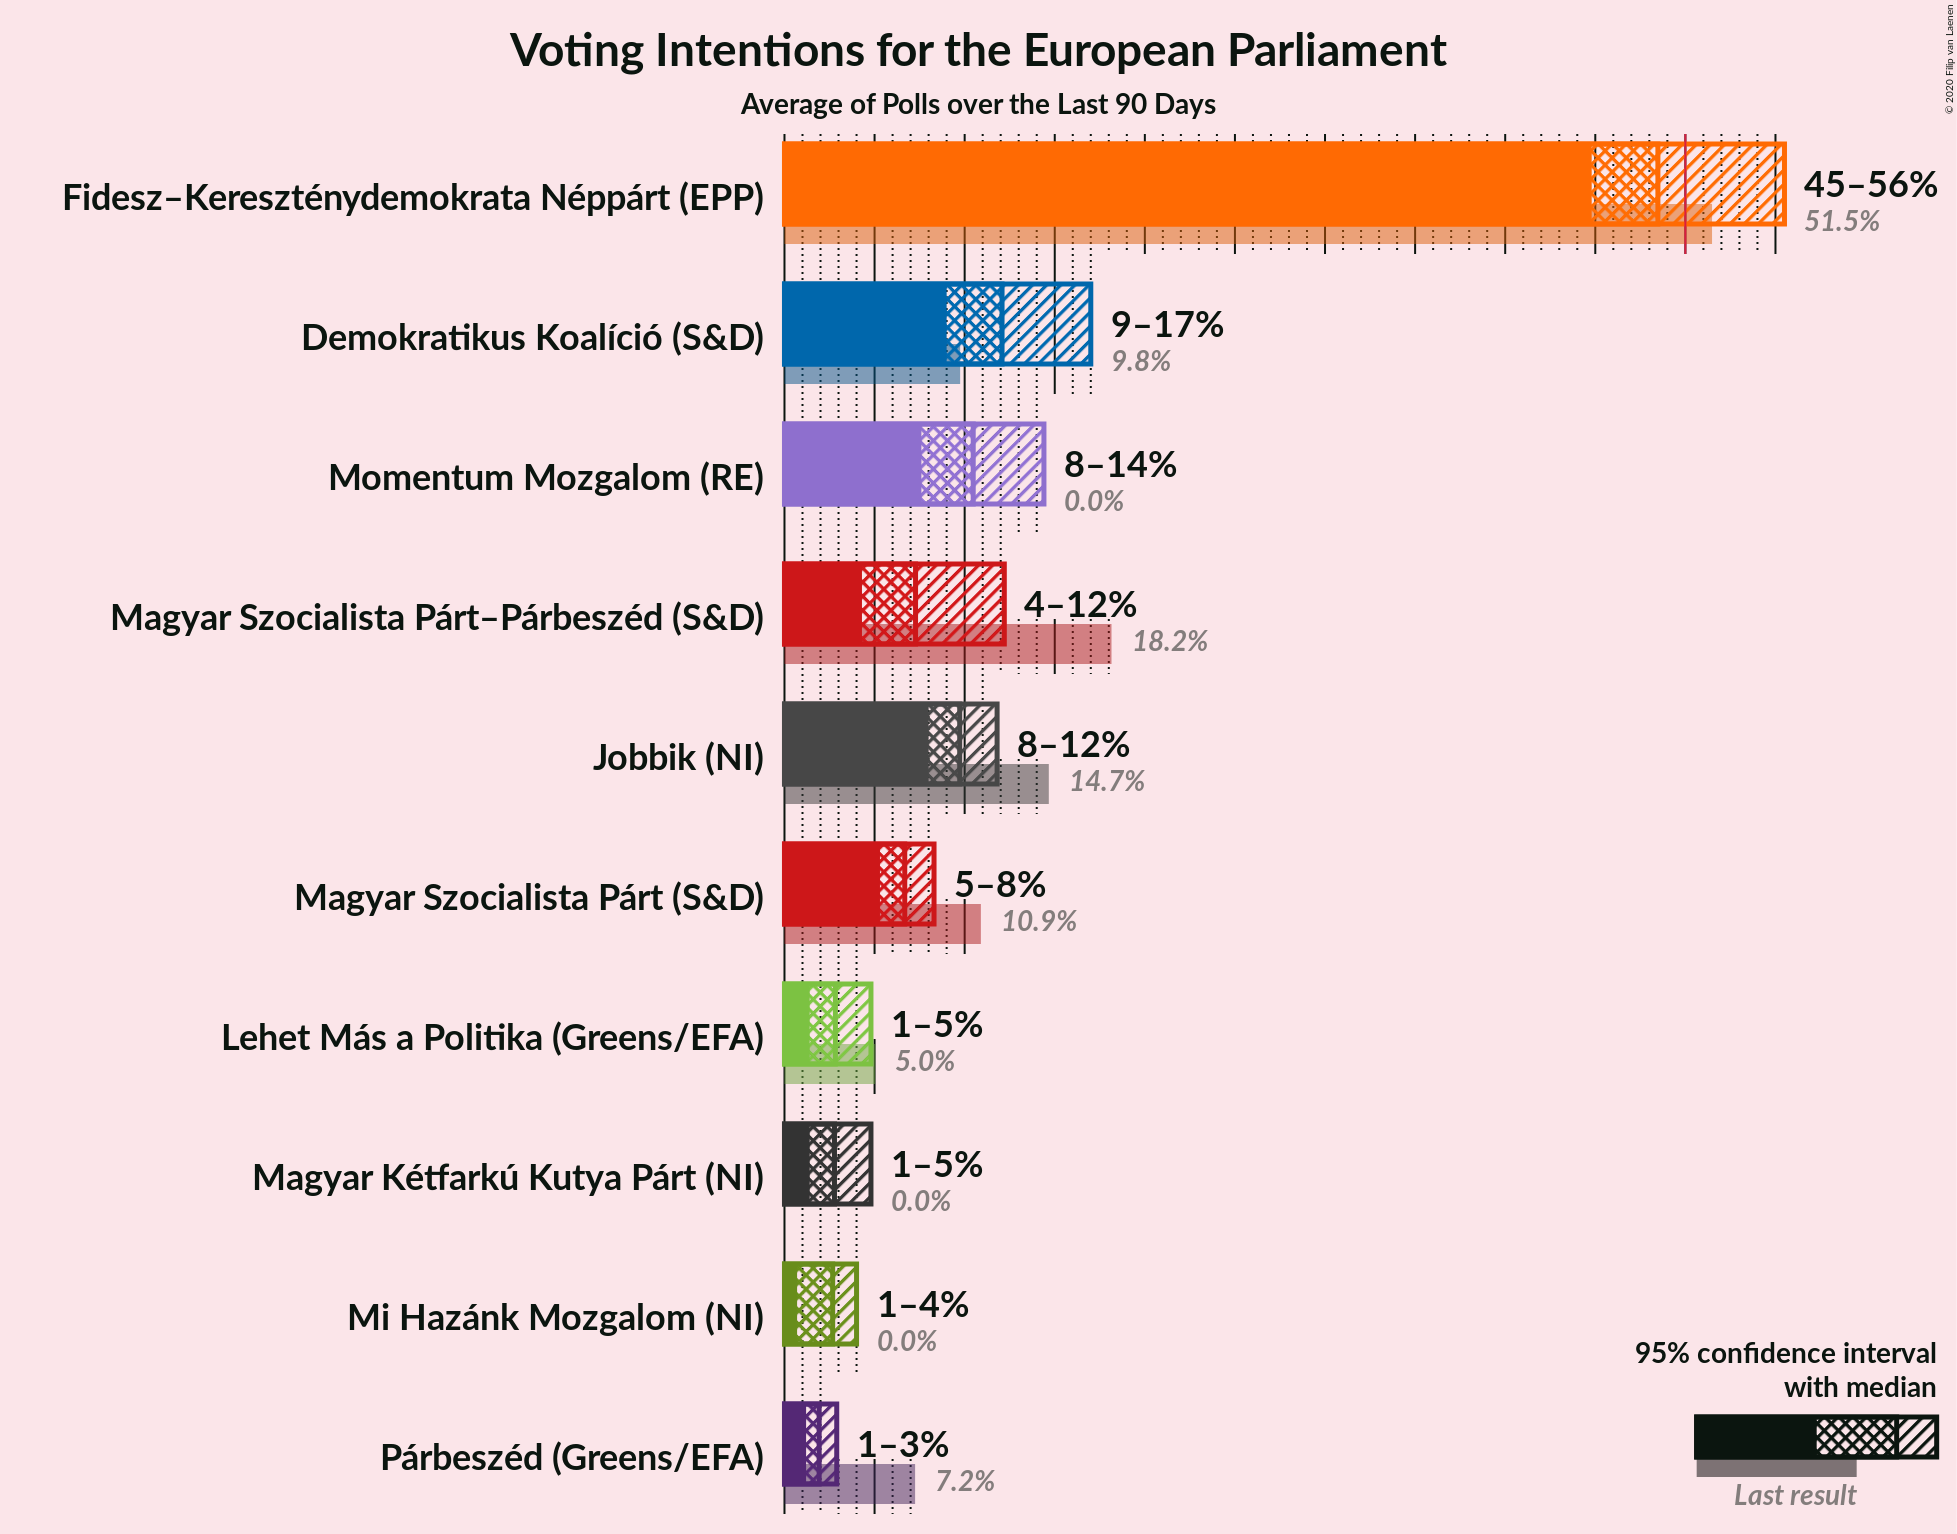 © 2020 Filip van Laenen
Voting Intentions for the European Parliament
Average of Polls over the Last 90 Days
Fidesz–Kereszténydemokrata Néppárt (EPP)
45–56%
51.5%
Demokratikus Koalíció (S&D)
9–17%
9.8%
Momentum Mozgalom (RE)
8–14%
0.0%
Magyar Szocialista Párt–Párbeszéd (S&D)
4–12%
18.2%
Jobbik (NI)
8–12%
14.7%
Magyar Szocialista Párt (S&D)
5–8%
10.9%
Lehet Más a Politika (Greens/EFA)
1–5%
5.0%
Magyar Kétfarkú Kutya Párt (NI)
1–5%
0.0%
Mi Hazánk Mozgalom (NI)
1–4%
0.0%
Párbeszéd (Greens/EFA)
1–3%
7.2%
95% confidence interval
with median
Last result